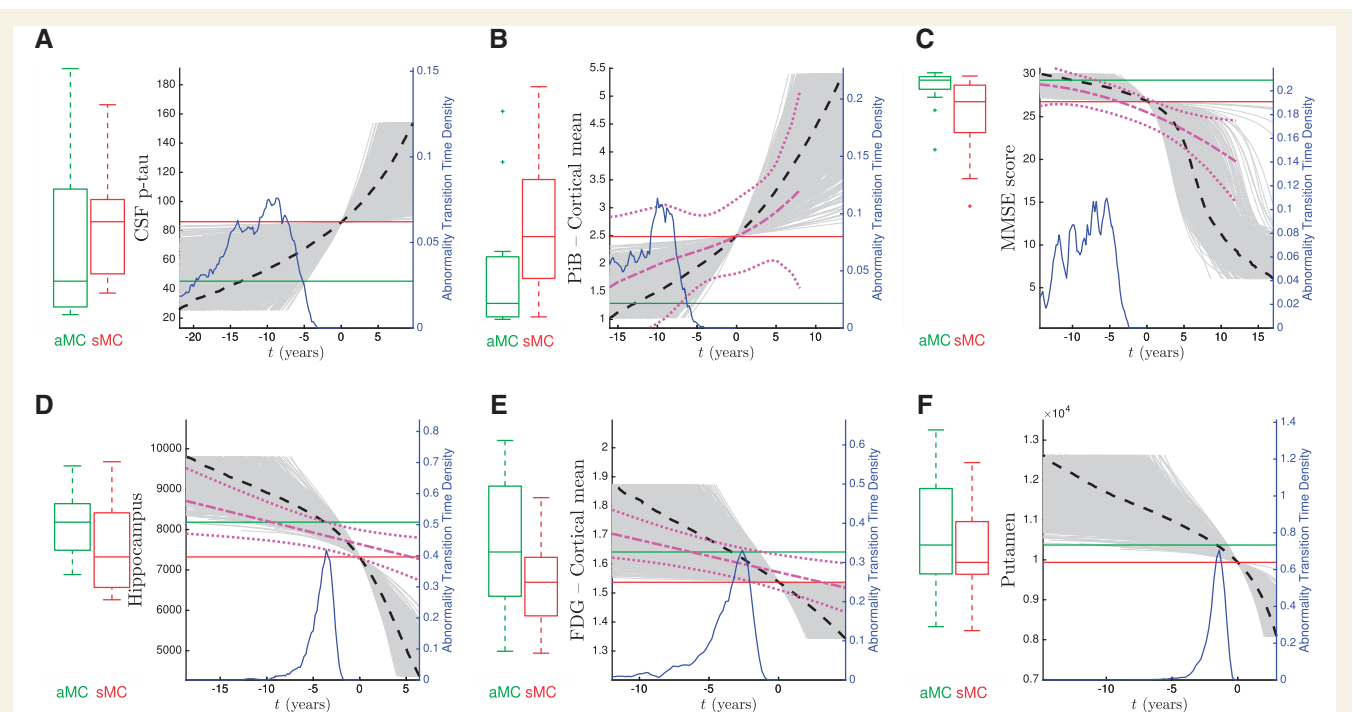 A
B
C
CSF p-tau
180
160
140
120
100
80
60
40
20
-20 -15 -10 -5 0 5
t (years)
0.15
0.1
0.05
0
Abnormality Transition Time Density
aMC sMC
PiB – Cortical mean
5.5
5
4.5
4
3.5
3
2.5
2
1.5
1
-15 -10 -5 0 5 10
t (years)
0.2
0.15
0.1
0.05
0
Abnormality Transition Time Density
aMC sMC
MMSE score
30
25
20
15
10
5
-10 -5 0 5 10 15
t (years)
0.2
0.18
0.16
0.14
0.12
0.1
0.08
0.06
0.04
0.02
0
Abnormality Transition Time Density
aMC sMC
D
E
F
Hippocampus
10000
9000
8000
7000
6000
5000
-15 -10 -5 0 5
t (years)
0.8
0.7
0.6
0.5
0.4
0.3
0.2
0.1
0
Abnormality Transition Time Density
aMC sMC
FDG – Cortical mean
2
1.9
1.8
1.7
1.6
1.5
1.4
1.3
-10 -5 0
t (years)
0.6
0.5
0.4
0.3
0.2
0.1
0
Abnormality Transition Time Density
aMC sMC
Putamen
×10⁴
1.3
1.2
1.1
1
0.9
0.8
0.7
-10 -5 0
t (years)
1.4
1.2
1
0.8
0.6
0.4
0.2
0
Abnormality Transition Time Density
aMC sMC